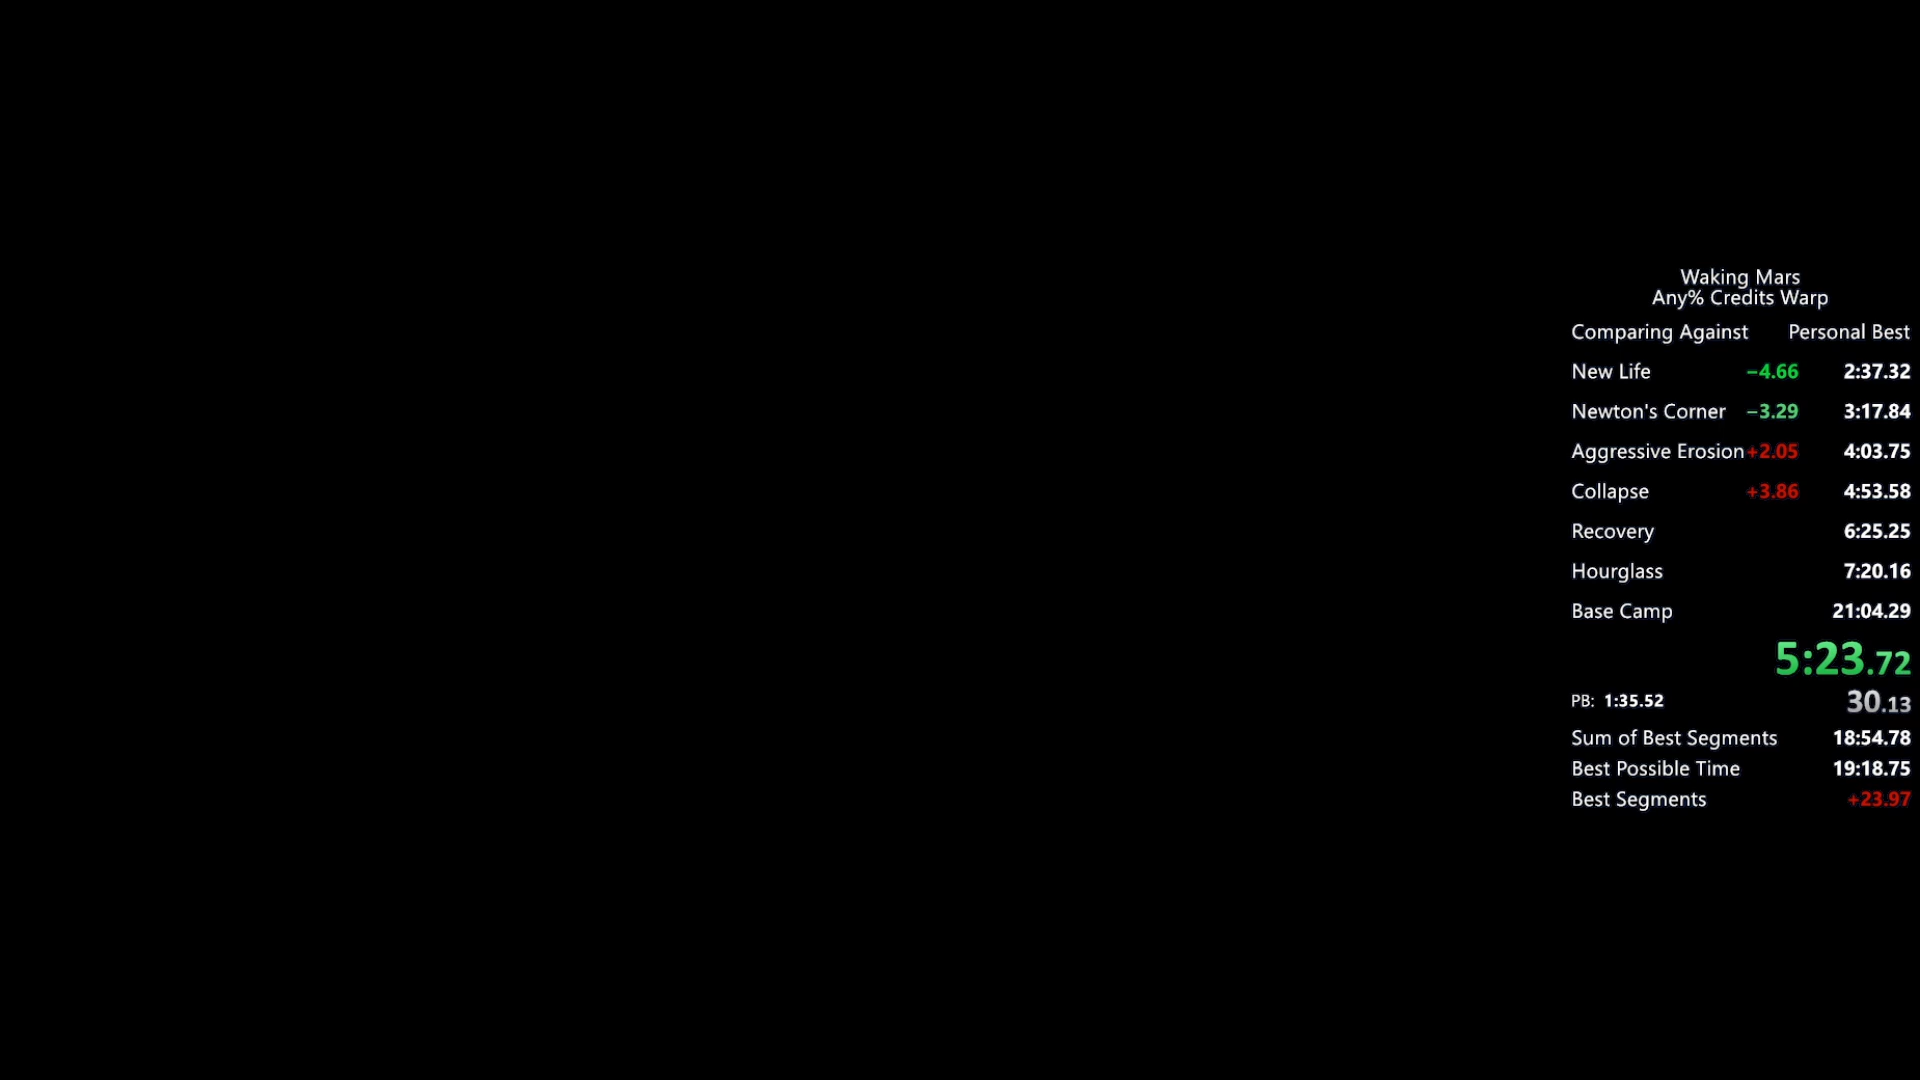 Waking Mars
Any% Credits Warp
Comparing Against Personal Best
New Life −4.66 2:37.32
Newton's Corner −3.29 3:17.84
Aggressive Erosion +2.05 4:03.75
Collapse +3.86 4:53.58
Recovery 6:25.25
Hourglass 7:20.16
Base Camp 21:04.29
5:23.72
PB: 1:35.52 30.13
Sum of Best Segments 18:54.78
Best Possible Time 19:18.75
Best Segments +23.97